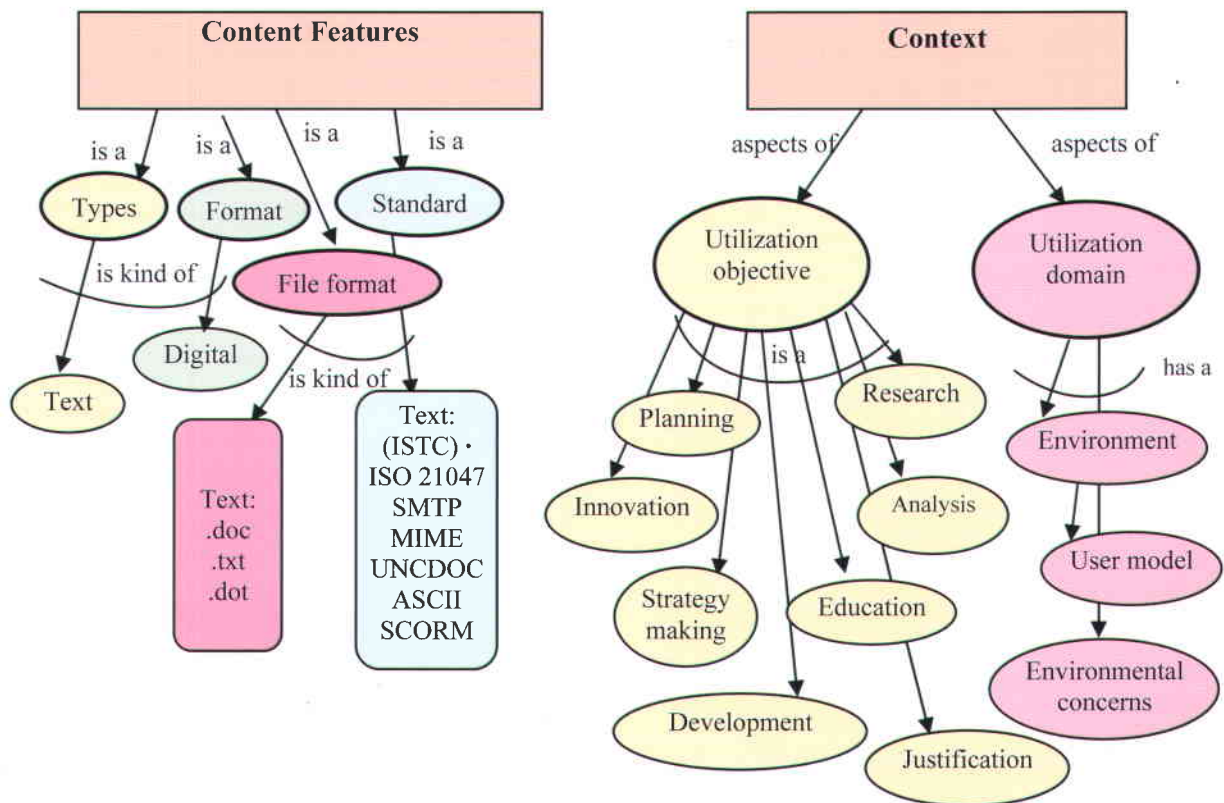 Content Features
is a
is a
is a
is a
Types
Format
Standard
is kind of
File format
Digital
Text
is kind of
Text:
.doc
.txt
.dot
Text:
(ISTC) ·
ISO 21047
SMTP
MIME
UNCDOC
ASCII
SCORM
Context
aspects of
aspects of
Utilization
objective
Utilization
domain
is a
has a
Planning
Research
Environment
Innovation
Analysis
User model
Strategy
making
Education
Environmental
concerns
Development
Justification